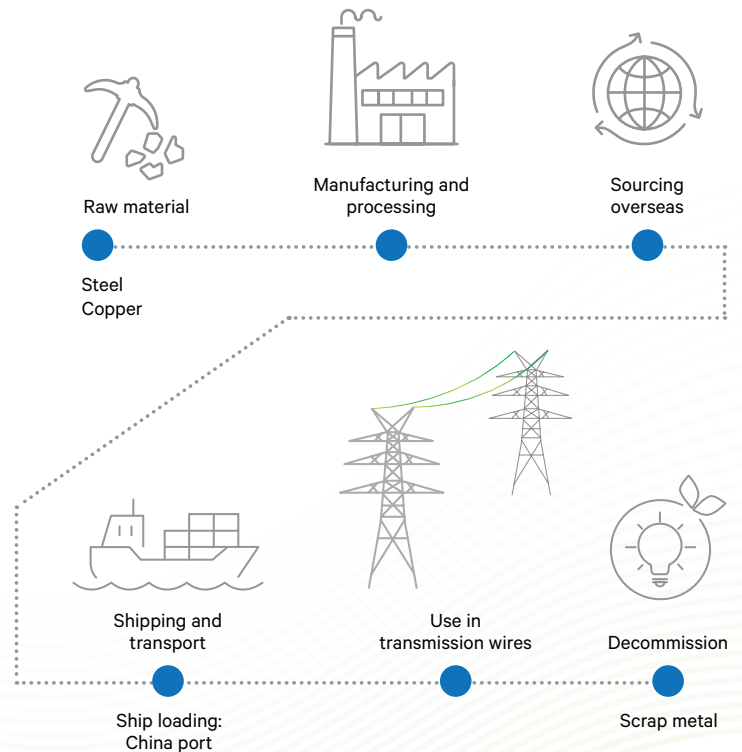 Raw material
Manufacturing and
processing
Sourcing
overseas
Steel
Copper
Shipping and
transport
Use in
transmission wires
Decommission
Ship loading:
China port
Scrap metal